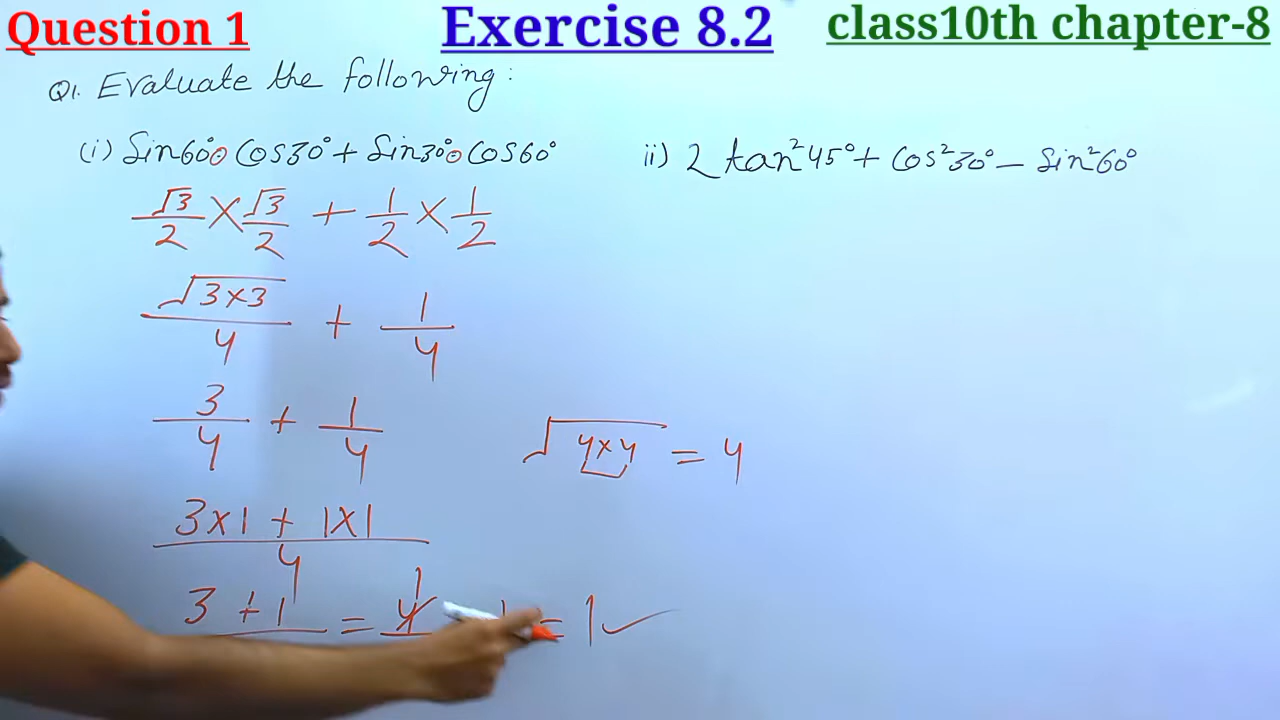 Question 1
Exercise 8.2
class10th chapter-8
Q1. Evaluate the following:
(i) Sin60° Cos30° + Sin30° Cos60°
ii) 2 tan²45° + Cos²30° — Sin²60°
√3/2 × √3/2 + 1/2 × 1/2
√3×3/4 + 1/4
3/4 + 1/4
√4×4 = 4
3×1 + 1×1/4
3 + 1 = 4 1 = 1 ✓